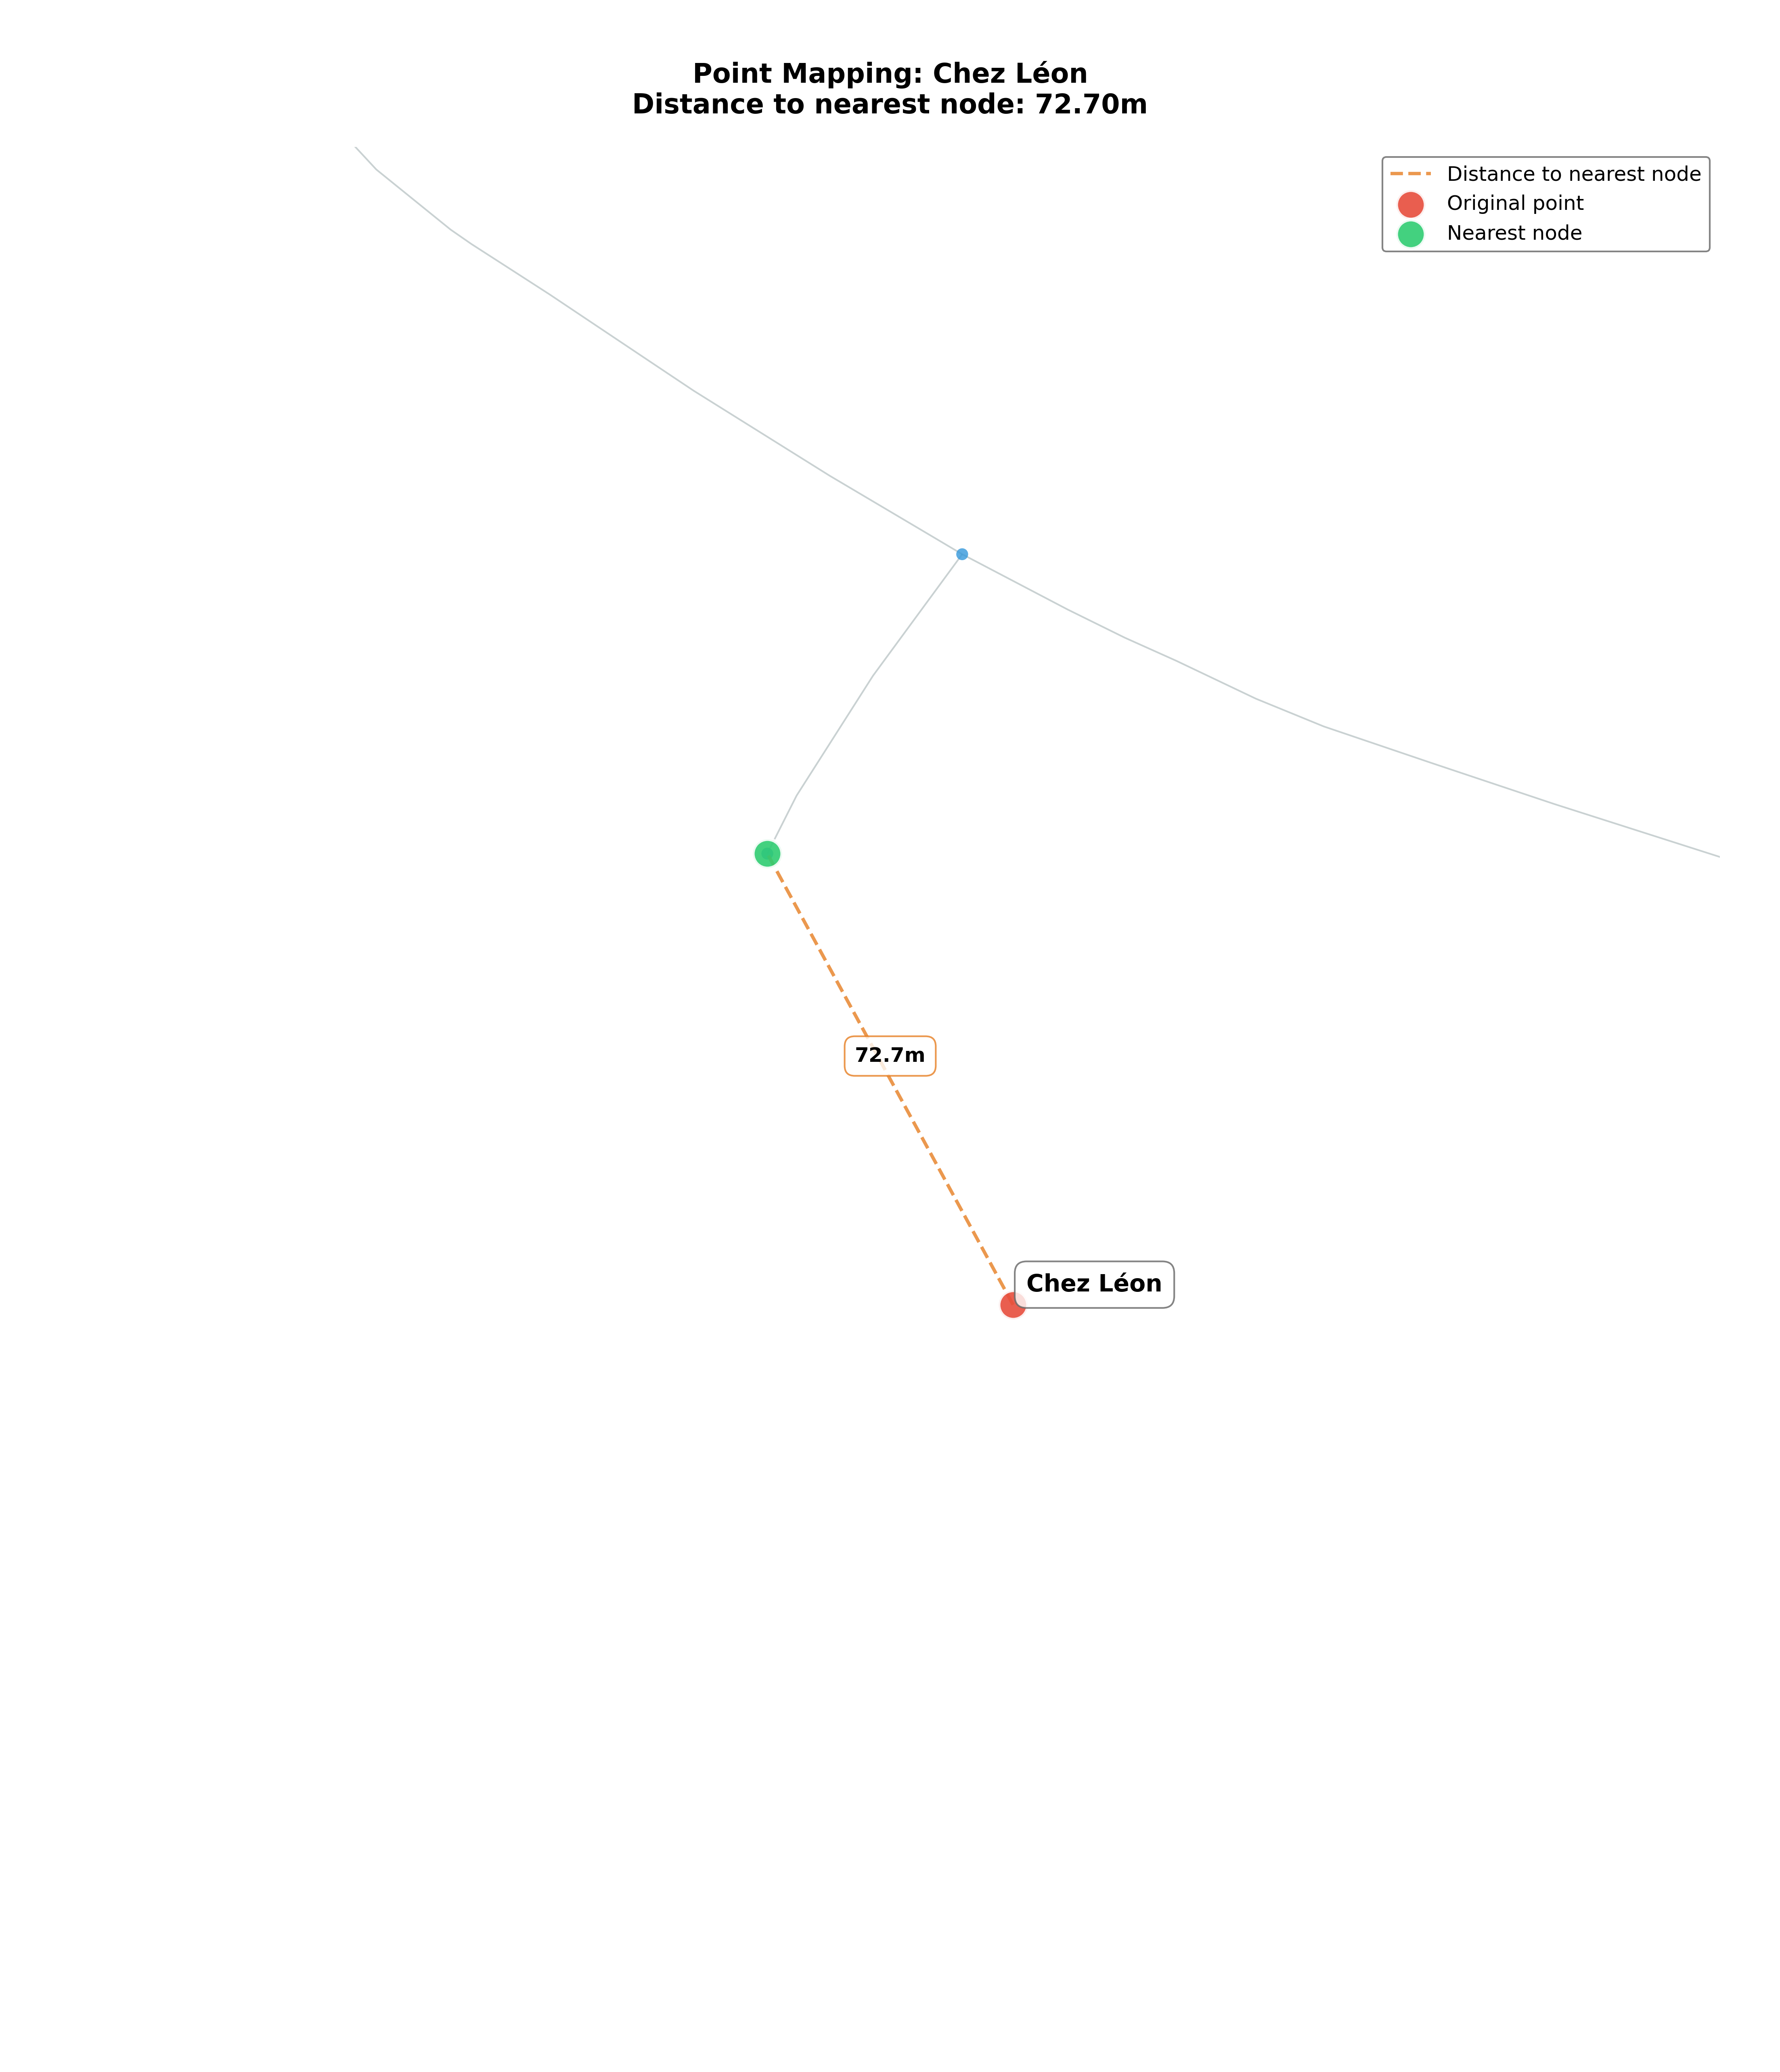 Point Mapping: Chez Léon
Distance to nearest node: 72.70m
Distance to nearest node
Original point
Nearest node
72.7m
Chez Léon